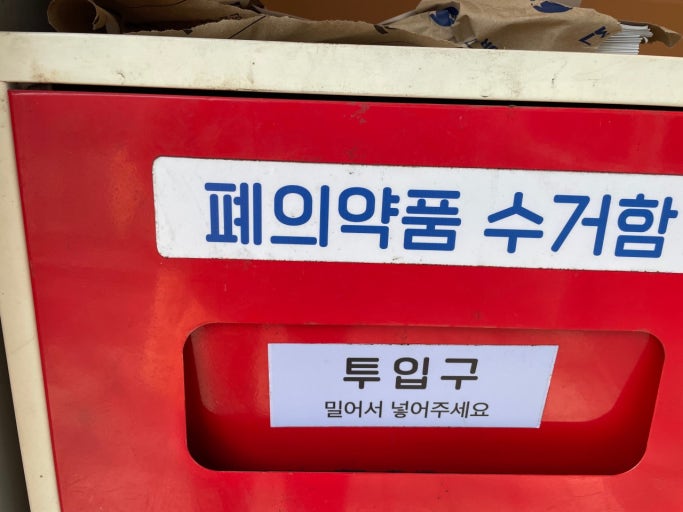 폐의약품 수거함
투입구
밀어서 넣어주세요